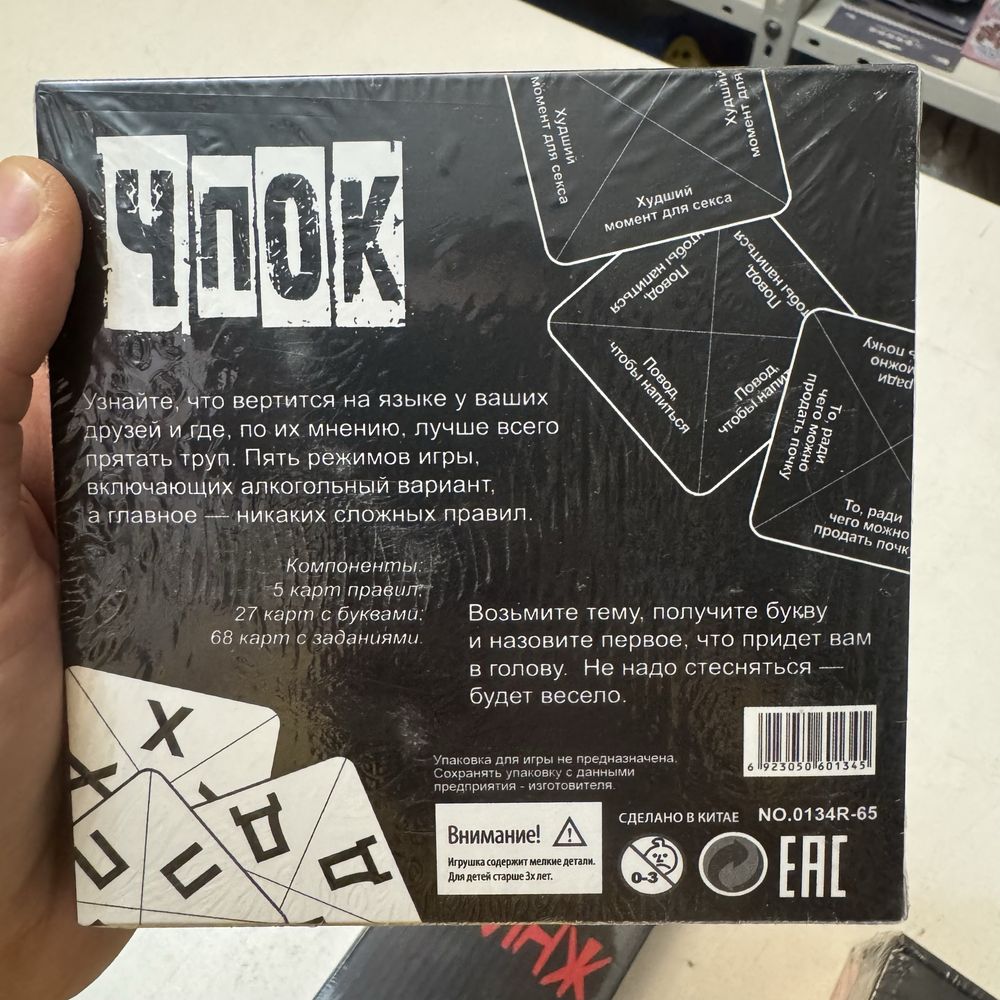 Чпок
Худший
момент для секса
Худший
момент для
Худший
момент для секса
Повод,
чтобы напиться
Повод,
чтобы напиться
Повод,
чтобы напиться
Повод,
чтобы напи
ради
можно
ь почку
То, ради
чего можно
продать почку
То, ради
чего можно
продать почк
Узнайте, что вертится на языке у ваших
друзей и где, по их мнению, лучше всего
прятать труп. Пять режимов игры,
включающих алкогольный вариант,
а главное — никаких сложных правил.
Компоненты:
5 карт правил;
27 карт с буквами;
68 карт с заданиями.
Возьмите тему, получите букву
и назовите первое, что придет вам
в голову. Не надо стесняться —
будет весело.
Х
Х
П
П
Д
Д
Упаковка для игры не предназначена.
Сохранять упаковку с данными
предприятия - изготовителя.
6 923050 601345
Внимание!
Игрушка содержит мелкие детали.
Для детей старше 3х лет.
СДЕЛАНО В КИТАЕ NO.0134R-65
0-3
EAC
ИНЖ